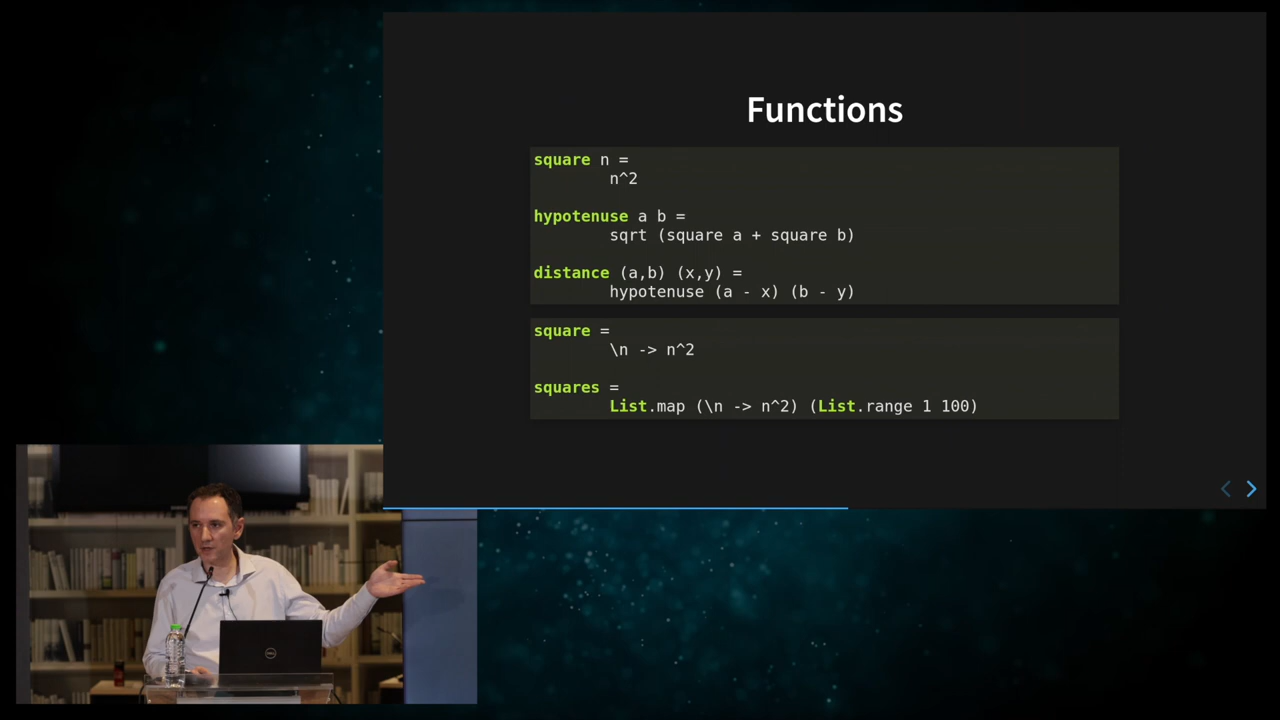 Functions
square n =
n^2
hypotenuse a b =
sqrt (square a + square b)
distance (a,b) (x,y) =
hypotenuse (a - x) (b - y)
square =
\n -> n^2
squares =
List.map (\n -> n^2) (List.range 1 100)
DELL